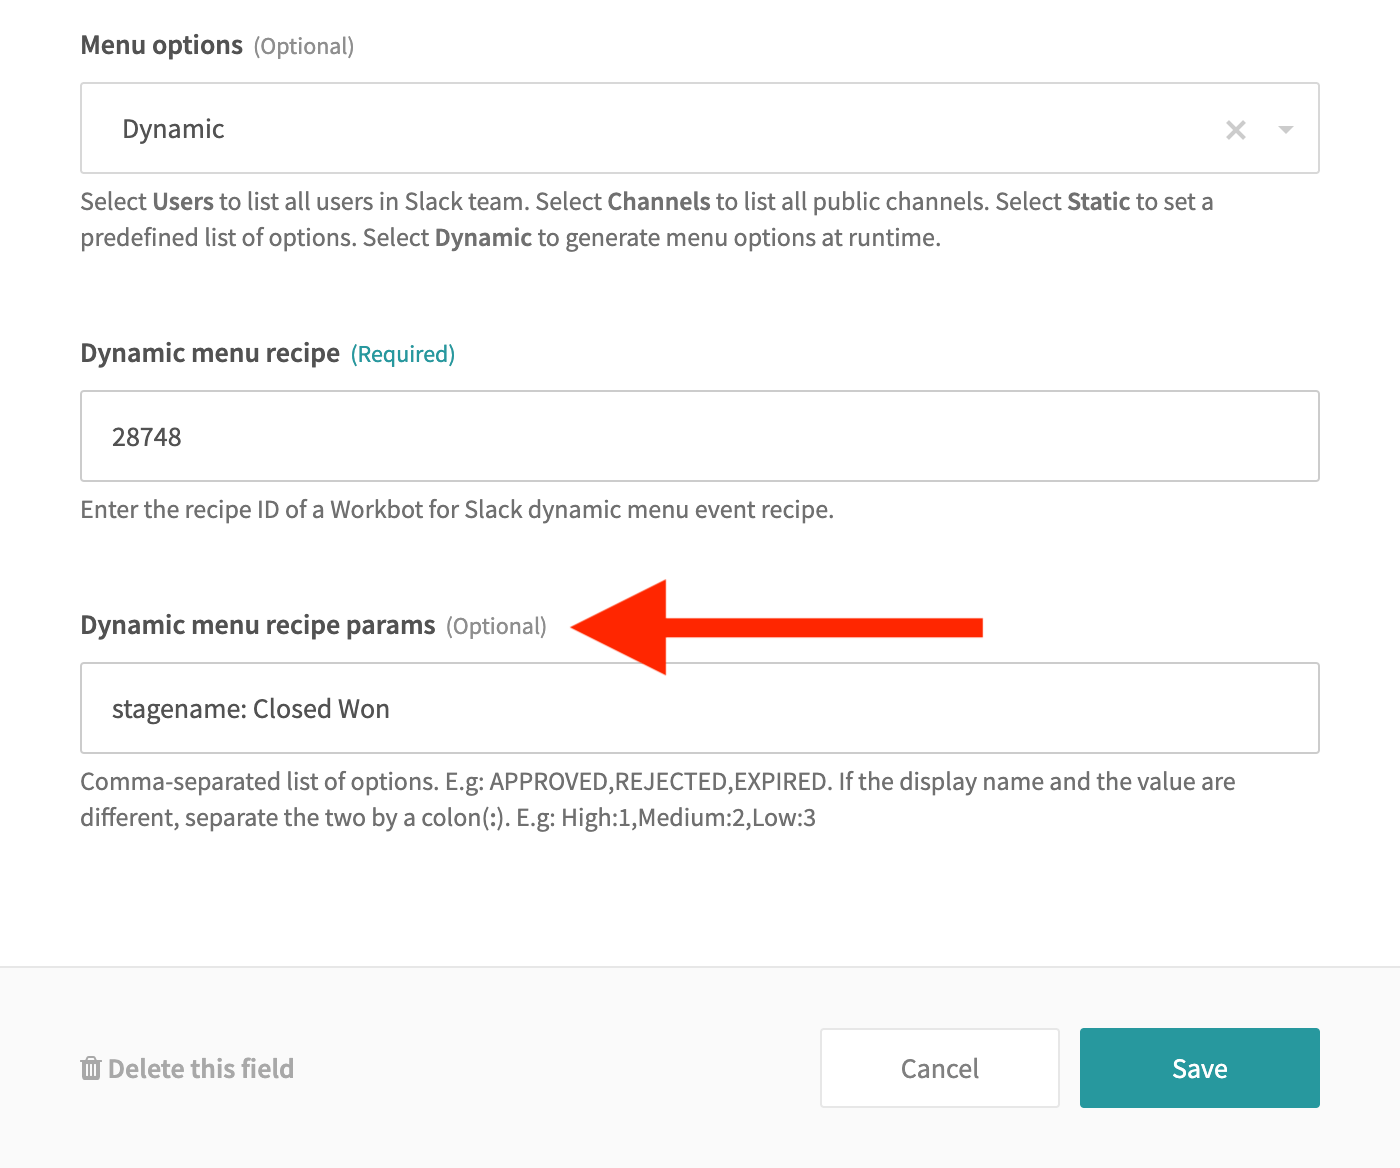 Menu options (Optional)
Dynamic
Select Users to list all users in Slack team. Select Channels to list all public channels. Select Static to set a
predefined list of options. Select Dynamic to generate menu options at runtime.
Dynamic menu recipe (Required)
28748
Enter the recipe ID of a Workbot for Slack dynamic menu event recipe.
Dynamic menu recipe params (Optional)
stagename: Closed Won
Comma-separated list of options. E.g: APPROVED,REJECTED,EXPIRED. If the display name and the value are
different, separate the two by a colon(:). E.g: High:1,Medium:2,Low:3
Delete this field
Cancel
Save